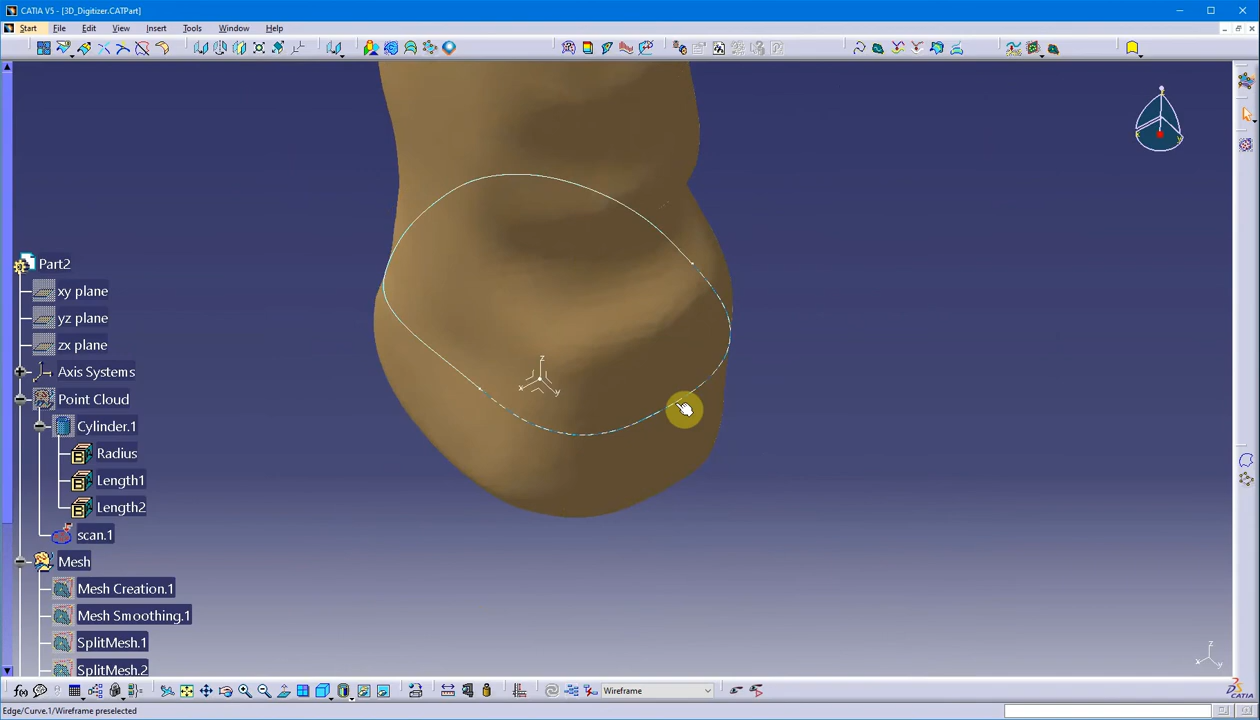 CATIA V5 - [3D_Digitizer.CATPart]
Start File Edit View Insert Tools Window Help
Part2
xy plane
yz plane
zx plane
Axis Systems
Point Cloud
Cylinder.1
Radius
Length1
Length2
scan.1
Mesh
Mesh Creation.1
Mesh Smoothing.1
SplitMesh.1
SplitMesh.2
z
x y
z
x y
f(x) Wireframe
CATIA
Edge/Curve.1/Wireframe preselected